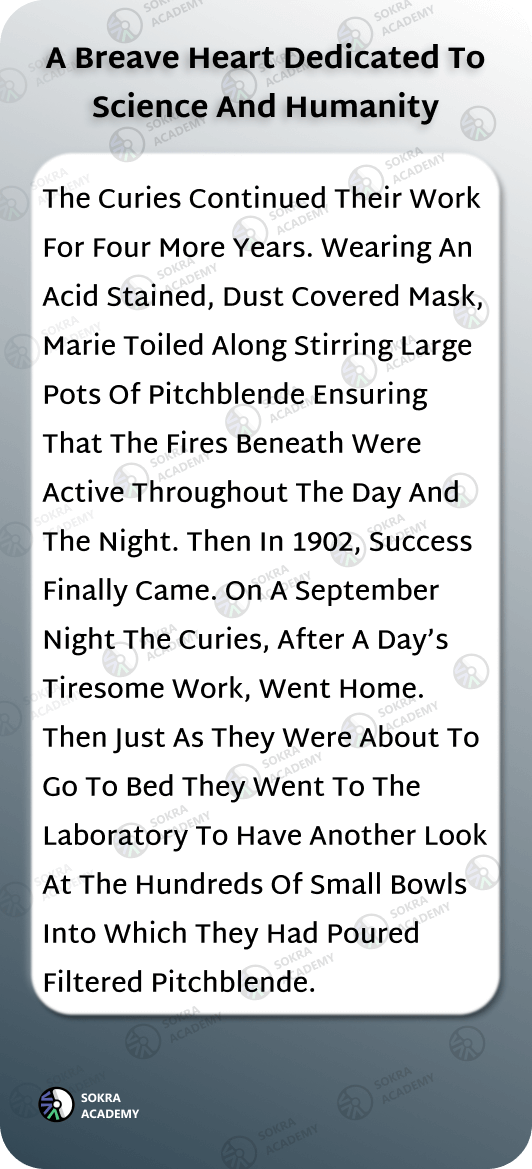 A Breave Heart Dedicated To
Science And Humanity
The Curies Continued Their Work
For Four More Years. Wearing An
Acid Stained, Dust Covered Mask,
Marie Toiled Along Stirring Large
Pots Of Pitchblende Ensuring
That The Fires Beneath Were
Active Throughout The Day And
The Night. Then In 1902, Success
Finally Came. On A September
Night The Curies, After A Day’s
Tiresome Work, Went Home.
Then Just As They Were About To
Go To Bed They Went To The
Laboratory To Have Another Look
At The Hundreds Of Small Bowls
Into Which They Had Poured
Filtered Pitchblende.
SOKRA
ACADEMY